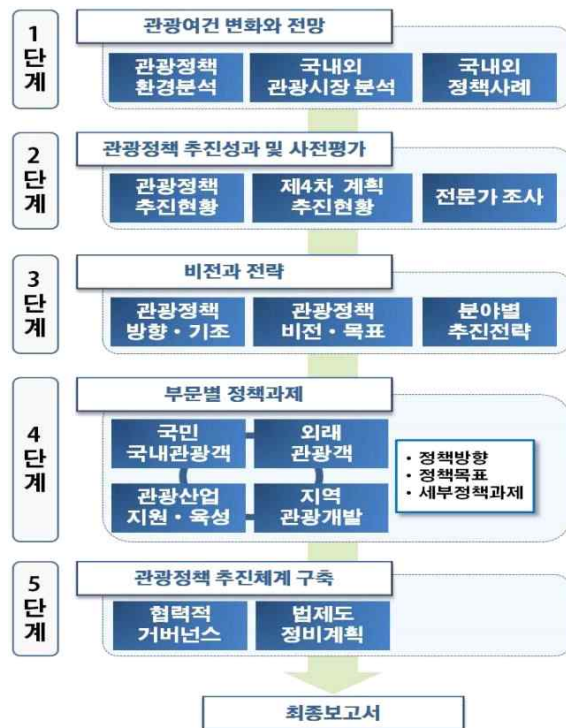 1
단
계
관광여건 변화와 전망
관광정책
환경분석
국내외
관광시장 분석
국내외
정책사례
2
단
계
관광정책 추진성과 및 사전평가
관광정책
추진현황
제4차 계획
추진현황
전문가 조사
3
단
계
비전과 전략
관광정책
방향·기조
관광정책
비전·목표
분야별
추진전략
4
단
계
부문별 정책과제
국민
국내관광객
외래
관광객
관광산업
지원·육성
지역
관광개발
• 정책방향
• 정책목표
• 세부정책과제
5
단
계
관광정책 추진체계 구축
협력적
거버넌스
법제도
정비계획
최종보고서